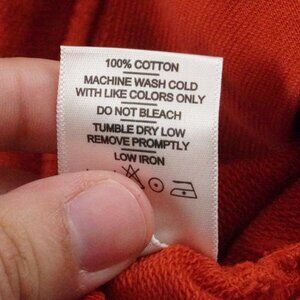 100% COTTON
MACHINE WASH COLD
WITH LIKE COLORS ONLY
DO NOT BLEACH
TUMBLE DRY LOW
REMOVE PROMPTLY
LOW IRON